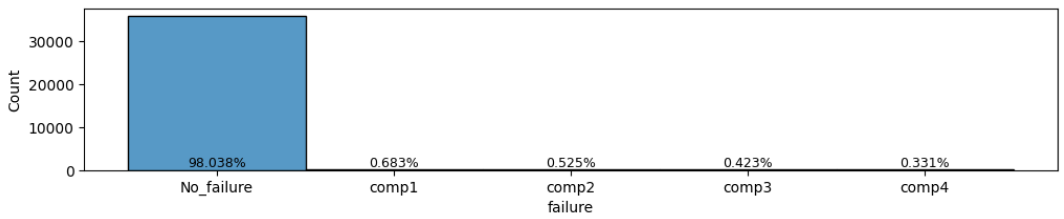 30000
20000
10000
0
Count
98.038% 0.683% 0.525% 0.423% 0.331%
No_failure comp1 comp2 comp3 comp4
failure